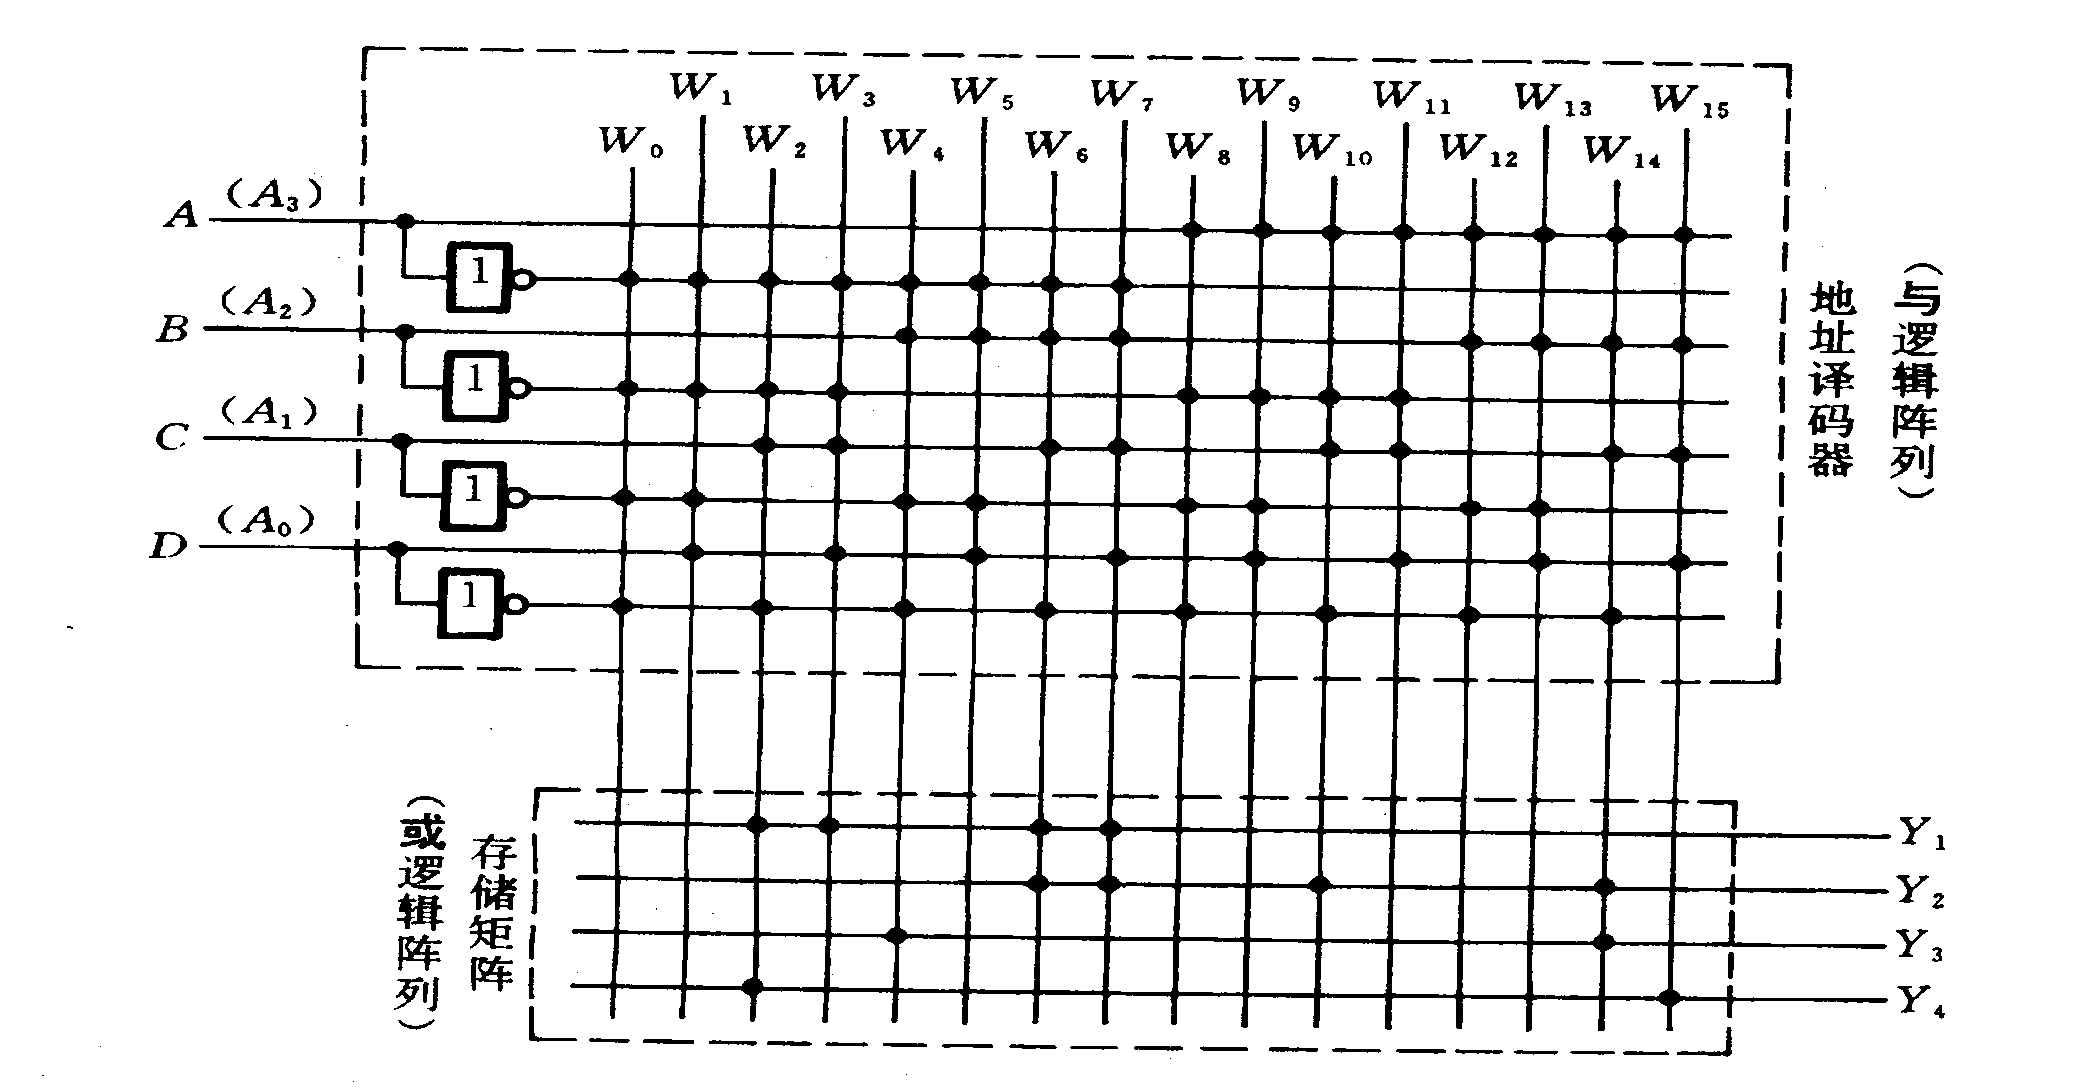 W₁ W₃ W₅ W₇ W₉ W₁₁ W₁₃ W₁₅
W₀ W₂ W₄ W₆ W₈ W₁₀ W₁₂ W₁₄
A (A₃)
1
B (A₂)
1
C (A₁)
1
D (A₀)
1
地址译码器
(与逻辑阵列)
(或逻辑阵列)
存储矩阵
Y₁
Y₂
Y₃
Y₄